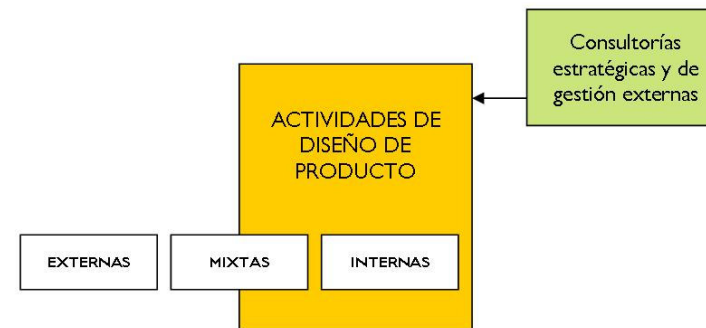 Consultorías
estratégicas y de
gestión externas
ACTIVIDADES DE
DISEÑO DE
PRODUCTO
EXTERNAS
MIXTAS
INTERNAS